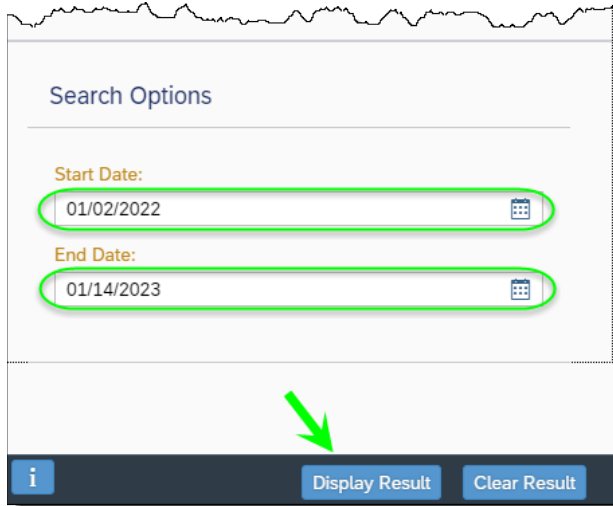 Search Options
Start Date:
01/02/2022
End Date:
01/14/2023
i
Display Result
Clear Result